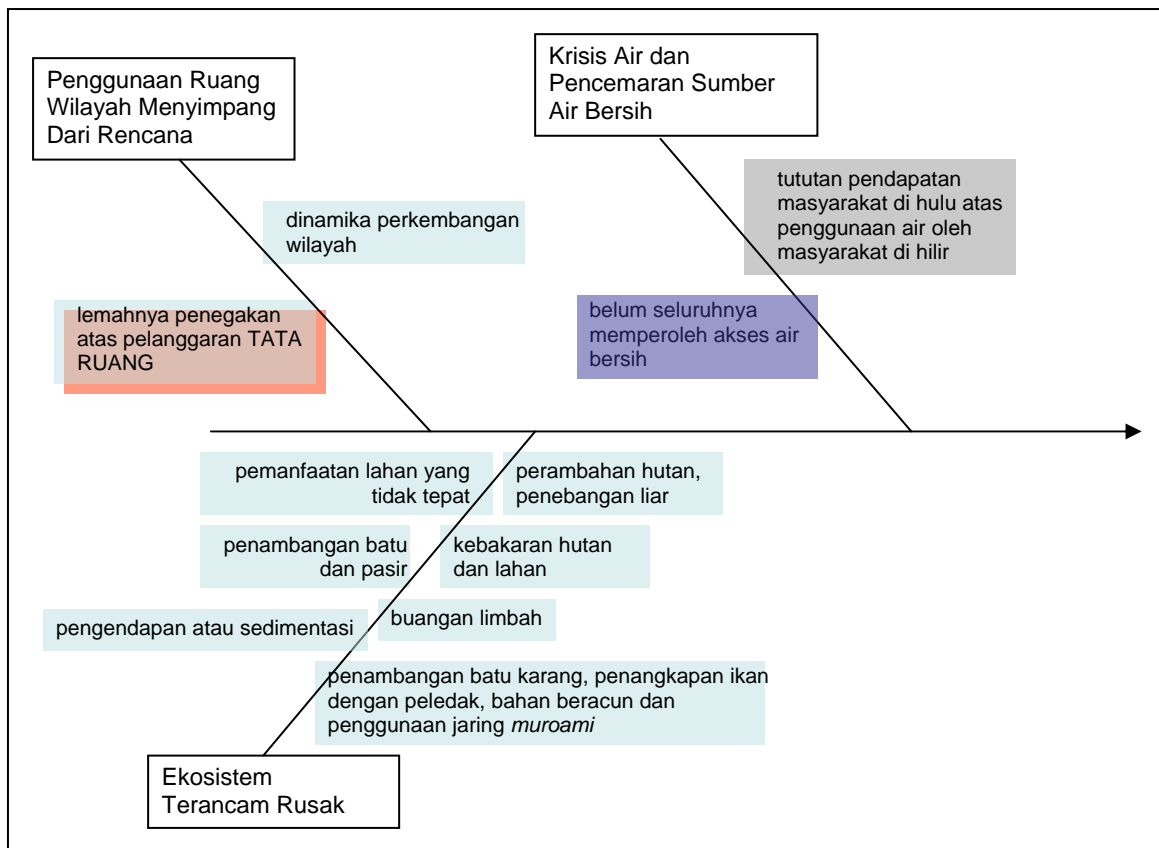 Penggunaan Ruang
Wilayah Menyimpang
Dari Rencana
Krisis Air dan
Pencemaran Sumber
Air Bersih
dinamika perkembangan
wilayah
lemahnya penegakan
atas pelanggaran TATA
RUANG
tututan pendapatan
masyarakat di hulu atas
penggunaan air oleh
masyarakat di hilir
belum seluruhnya
memperoleh akses air
bersih
pemanfaatan lahan yang
tidak tepat
perambahan hutan,
penebangan liar
penambangan batu
dan pasir
kebakaran hutan
dan lahan
pengendapan atau sedimentasi
buangan limbah
penambangan batu karang, penangkapan ikan
dengan peledak, bahan beracun dan
penggunaan jaring muroami
Ekosistem
Terancam Rusak